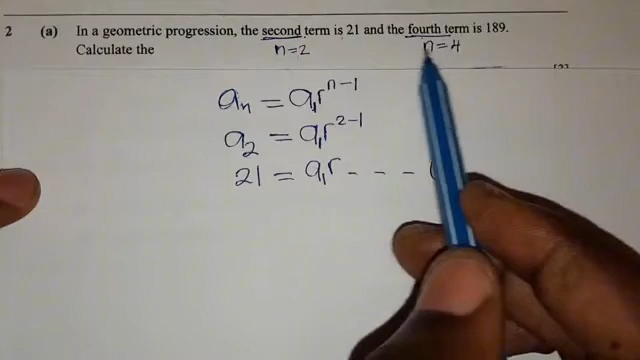 2 (a) In a geometric progression, the second term is 21 and the fourth term is 189.
Calculate the
n=2 n=4
aₙ = a₁rⁿ⁻¹
a₂ = a₁r²⁻¹
21 = a₁r - - -